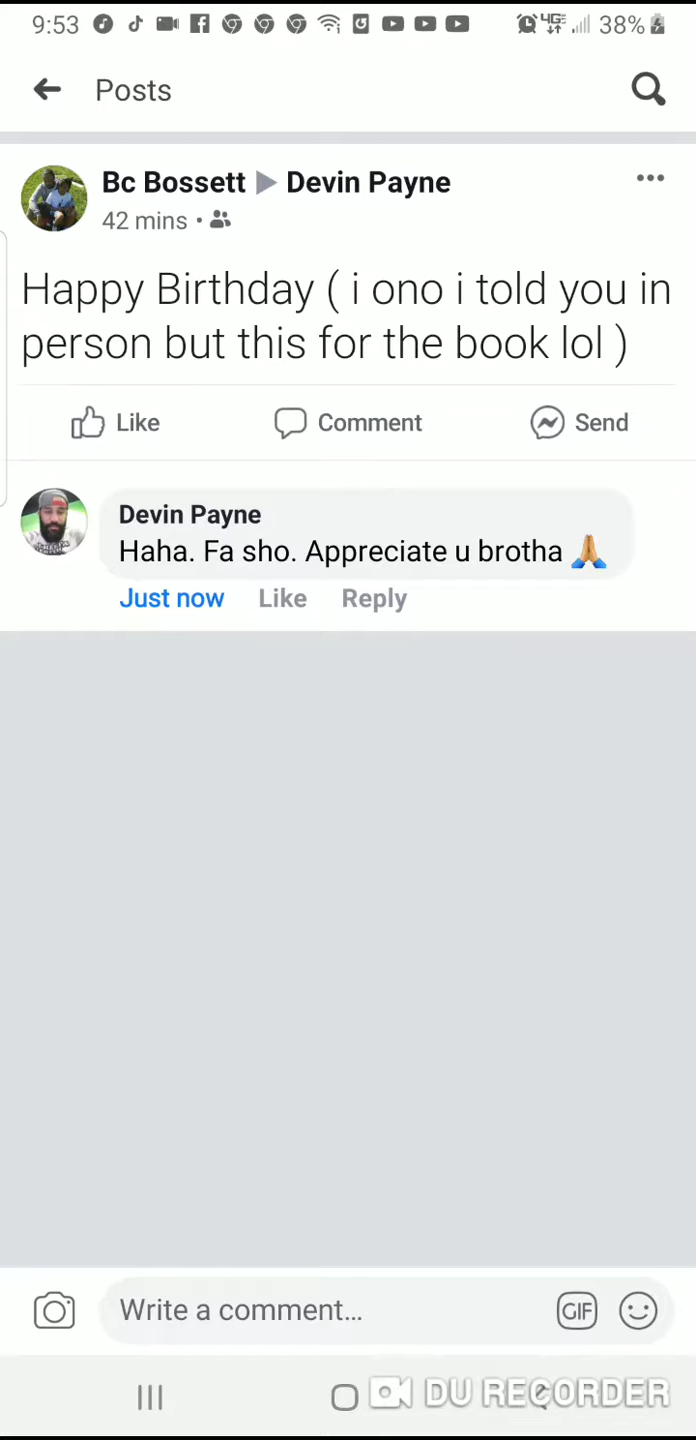 9:53 4G 38%
Posts
Bc Bossett Devin Payne
42 mins •
Happy Birthday ( i ono i told you in
person but this for the book lol )
Like Comment Send
Devin Payne
Haha. Fa sho. Appreciate u brotha 🙏
Just now Like Reply
Write a comment... GIF
DU RECORDER